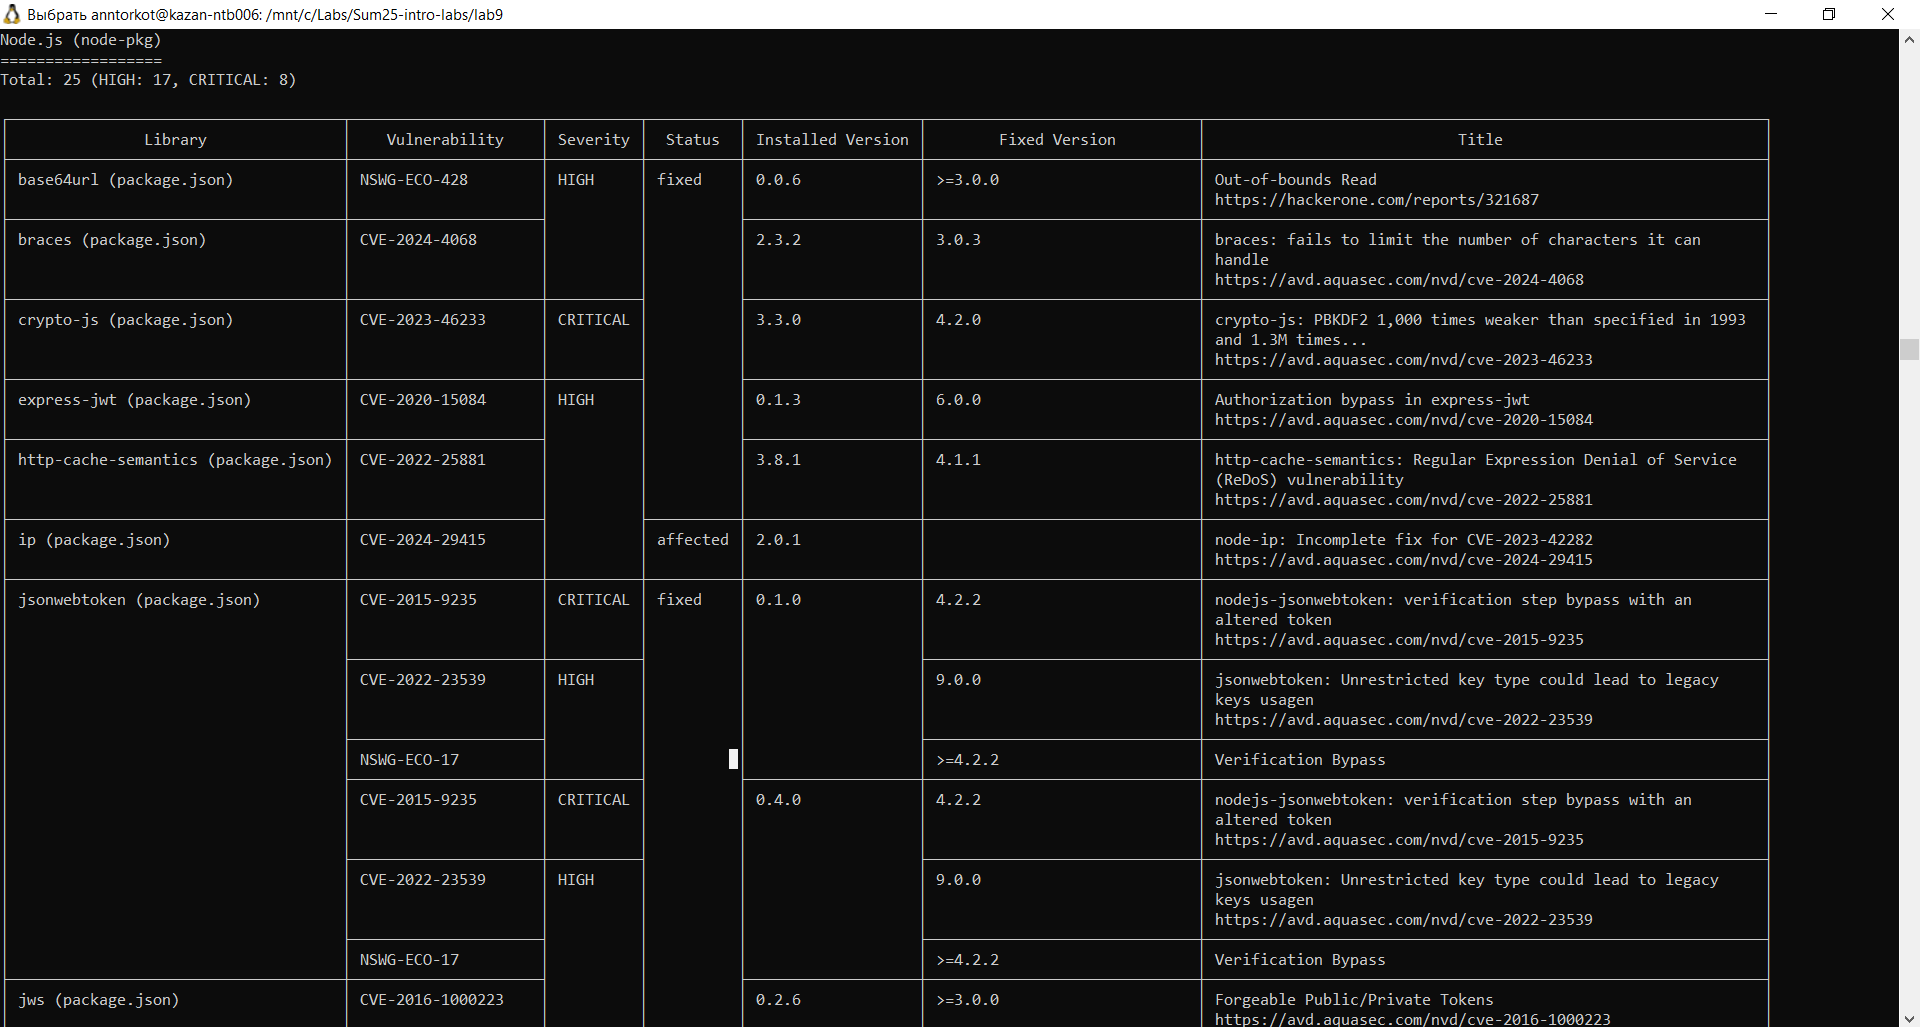 Выбрать anntorkot@kazan-ntb006: /mnt/c/Labs/Sum25-intro-labs/lab9
Node.js (node-pkg)
==================
Total: 25 (HIGH: 17, CRITICAL: 8)
Library Vulnerability Severity Status Installed Version Fixed Version Title
base64url (package.json) NSWG-ECO-428 HIGH fixed 0.0.6 >=3.0.0 Out-of-bounds Read
https://hackerone.com/reports/321687
braces (package.json) CVE-2024-4068 2.3.2 3.0.3 braces: fails to limit the number of characters it can
handle
https://avd.aquasec.com/nvd/cve-2024-4068
crypto-js (package.json) CVE-2023-46233 CRITICAL 3.3.0 4.2.0 crypto-js: PBKDF2 1,000 times weaker than specified in 1993
and 1.3M times...
https://avd.aquasec.com/nvd/cve-2023-46233
express-jwt (package.json) CVE-2020-15084 HIGH 0.1.3 6.0.0 Authorization bypass in express-jwt
https://avd.aquasec.com/nvd/cve-2020-15084
http-cache-semantics (package.json) CVE-2022-25881 3.8.1 4.1.1 http-cache-semantics: Regular Expression Denial of Service
(ReDoS) vulnerability
https://avd.aquasec.com/nvd/cve-2022-25881
ip (package.json) CVE-2024-29415 affected 2.0.1 node-ip: Incomplete fix for CVE-2023-42282
https://avd.aquasec.com/nvd/cve-2024-29415
jsonwebtoken (package.json) CVE-2015-9235 CRITICAL fixed 0.1.0 4.2.2 nodejs-jsonwebtoken: verification step bypass with an
altered token
https://avd.aquasec.com/nvd/cve-2015-9235
CVE-2022-23539 HIGH 9.0.0 jsonwebtoken: Unrestricted key type could lead to legacy
keys usagen
https://avd.aquasec.com/nvd/cve-2022-23539
NSWG-ECO-17 >=4.2.2 Verification Bypass
CVE-2015-9235 CRITICAL 0.4.0 4.2.2 nodejs-jsonwebtoken: verification step bypass with an
altered token
https://avd.aquasec.com/nvd/cve-2015-9235
CVE-2022-23539 HIGH 9.0.0 jsonwebtoken: Unrestricted key type could lead to legacy
keys usagen
https://avd.aquasec.com/nvd/cve-2022-23539
NSWG-ECO-17 >=4.2.2 Verification Bypass
jws (package.json) CVE-2016-1000223 0.2.6 >=3.0.0 Forgeable Public/Private Tokens
https://avd.aquasec.com/nvd/cve-2016-1000223